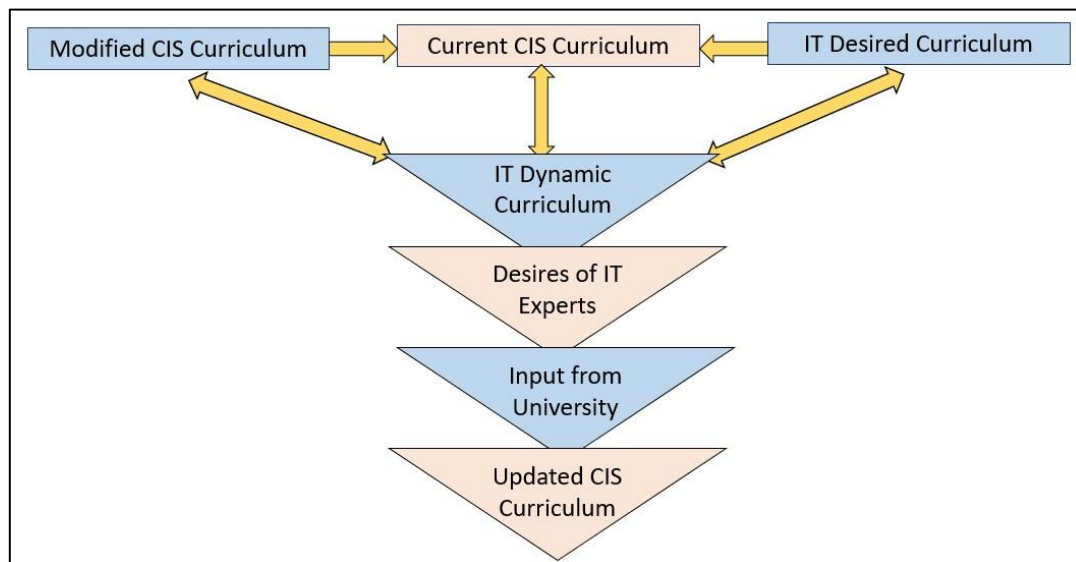 Modified CIS Curriculum
Current CIS Curriculum
IT Desired Curriculum
IT Dynamic
Curriculum
Desires of IT
Experts
Input from
University
Updated CIS
Curriculum